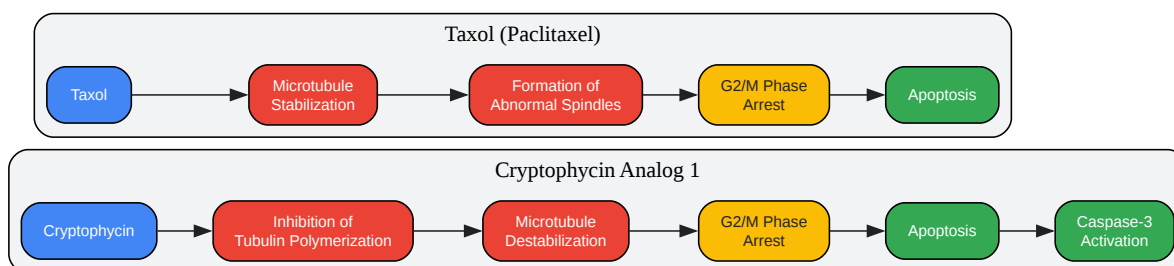 Taxol (Paclitaxel)
Taxol
Microtubule
Stabilization
Formation of
Abnormal Spindles
G2/M Phase
Arrest
Apoptosis
Cryptophycin Analog 1
Cryptophycin
Inhibition of
Tubulin Polymerization
Microtubule
Destabilization
G2/M Phase
Arrest
Apoptosis
Caspase-3
Activation